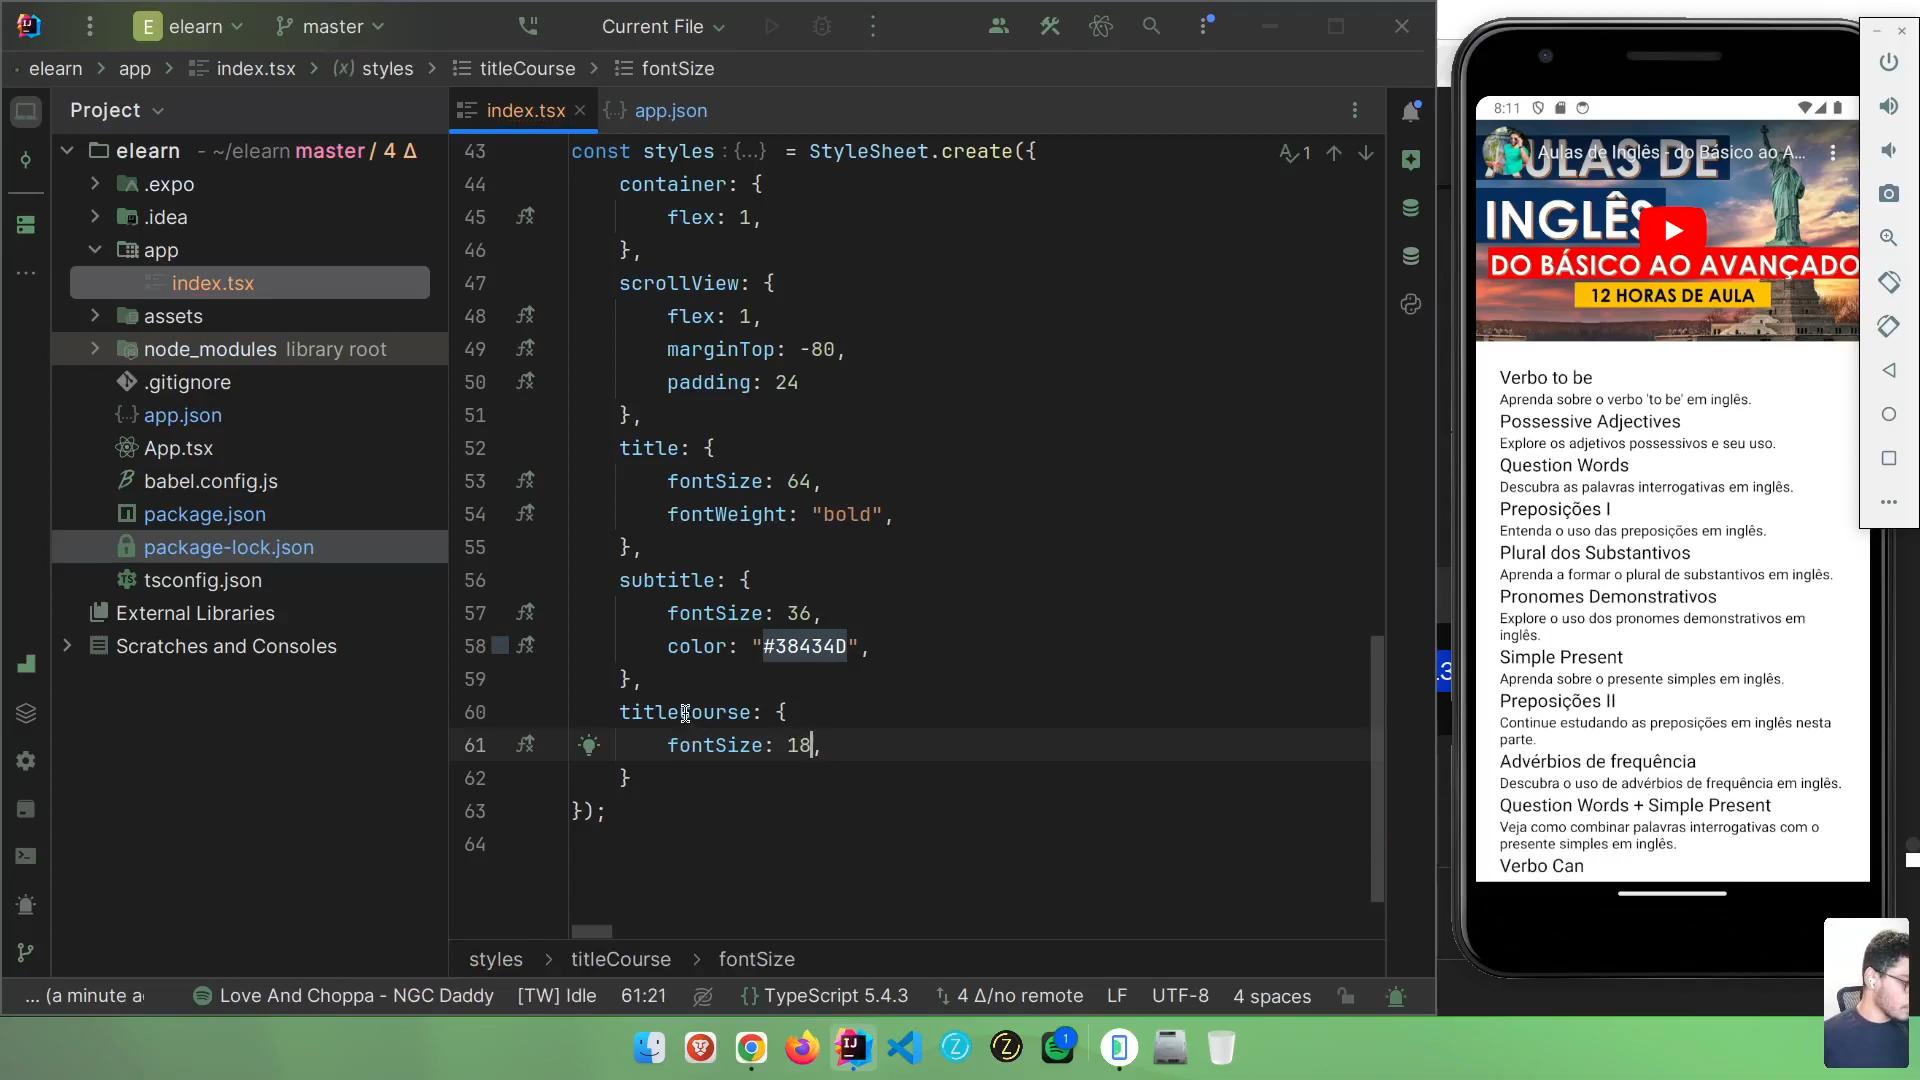 E elearn
master
Current File
elearn > app > index.tsx > (x) styles > titleCourse > fontSize
Project
index.tsx
{..} app.json
elearn - ~/elearn master / 4 Δ
.expo
.idea
app
index.tsx
assets
node_modules library root
.gitignore
app.json
App.tsx
babel.config.js
package.json
package-lock.json
tsconfig.json
External Libraries
Scratches and Consoles
43 const styles : {...} = StyleSheet.create({
44 container: {
45 flex: 1,
46 },
47 scrollView: {
48 flex: 1,
49 marginTop: -80,
50 padding: 24
51 },
52 title: {
53 fontSize: 64,
54 fontWeight: "bold",
55 },
56 subtitle: {
57 fontSize: 36,
58 color: "#38434D",
59 },
60 titleCourse: {
61 fontSize: 18,
62 }
63 });
64
1
styles > titleCourse > fontSize
... (a minute a
Love And Choppa - NGC Daddy
[TW] Idle
61:21
{} TypeScript 5.4.3
4 Δ/no remote
LF
UTF-8
4 spaces
8:11
Aulas de Inglês - do Básico ao A...
AULAS DE
INGLÊS
DO BÁSICO AO AVANÇADO
12 HORAS DE AULA
Verbo to be
Aprenda sobre o verbo 'to be' em inglês.
Possessive Adjectives
Explore os adjetivos possessivos e seu uso.
Question Words
Descubra as palavras interrogativas em inglês.
Preposições I
Entenda o uso das preposições em inglês.
Plural dos Substantivos
Aprenda a formar o plural de substantivos em inglês.
Pronomes Demonstrativos
Explore o uso dos pronomes demonstrativos em
inglês.
Simple Present
Aprenda sobre o presente simples em inglês.
Preposições II
Continue estudando as preposições em inglês nesta
parte.
Advérbios de frequência
Descubra o uso de advérbios de frequência em inglês.
Question Words + Simple Present
Veja como combinar palavras interrogativas com o
presente simples em inglês.
Verbo Can
.3
IJ
Z
Z
1